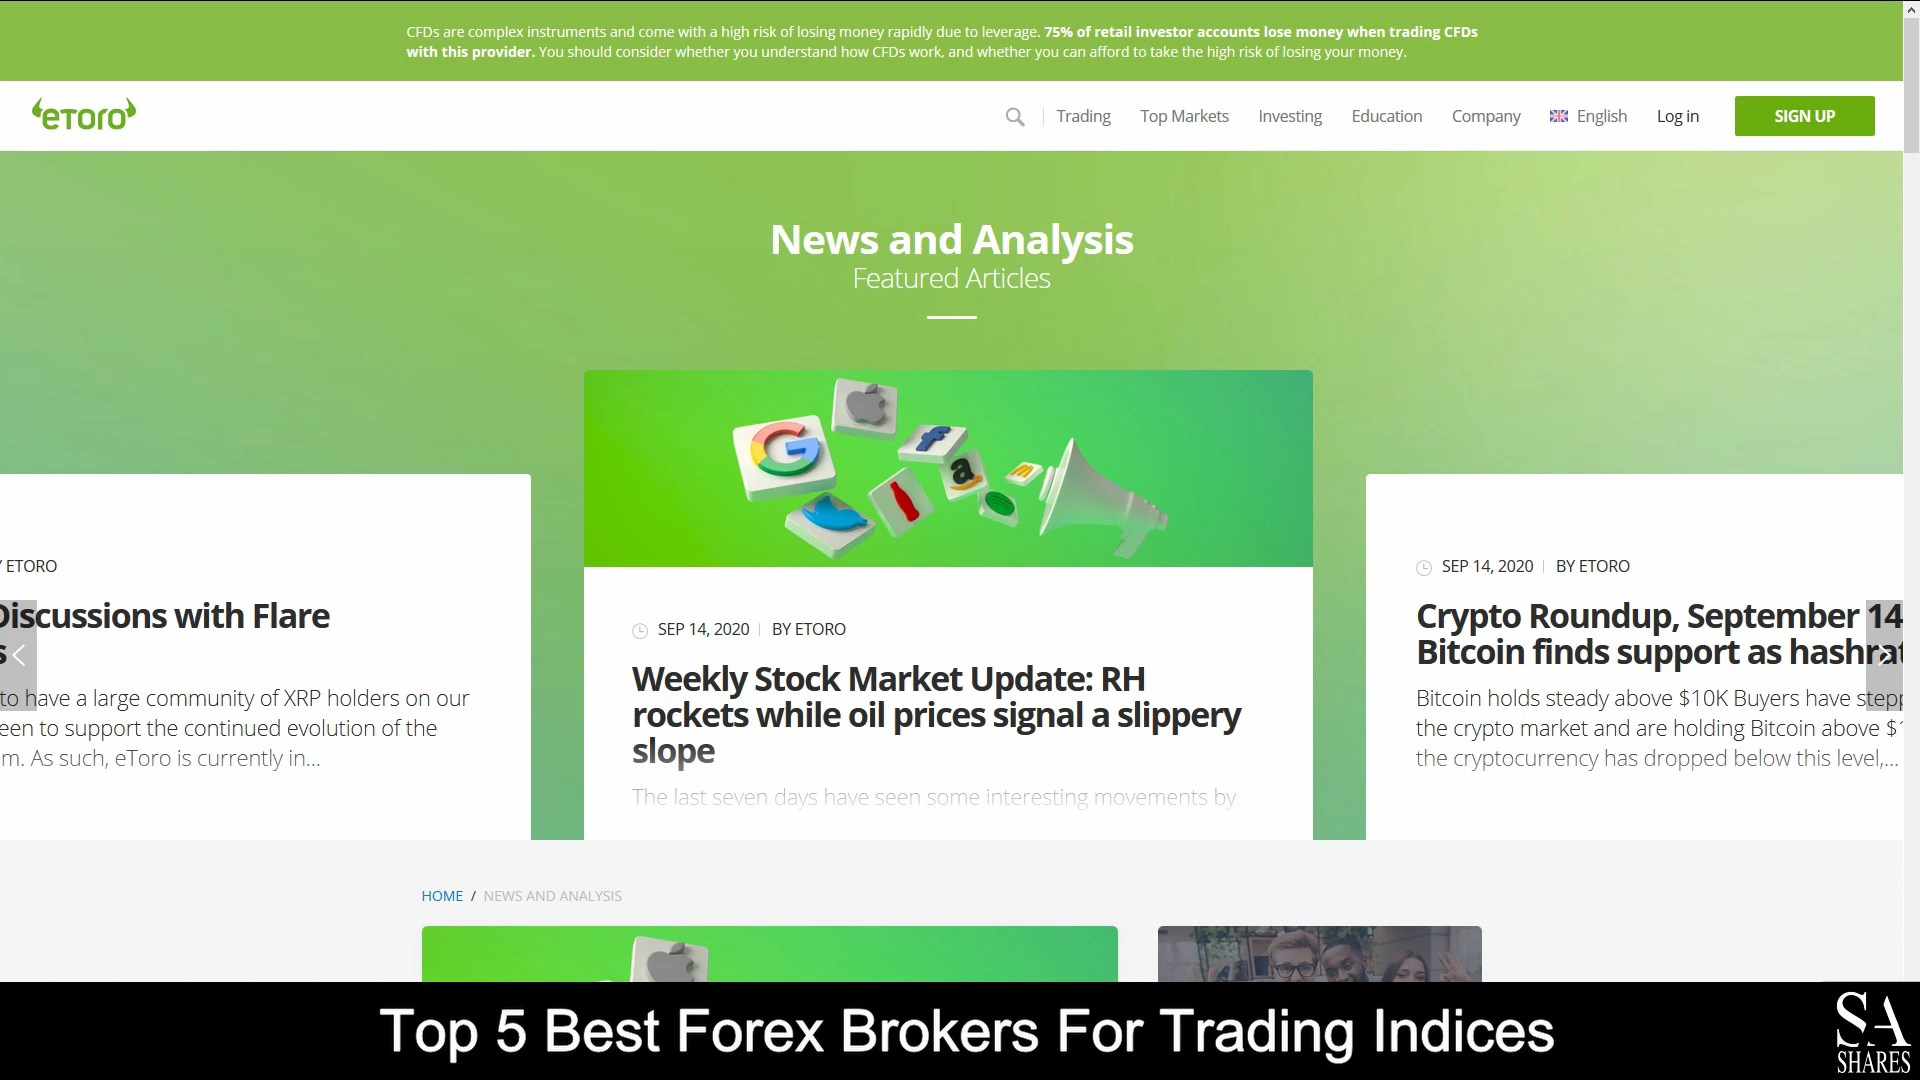 CFDs are complex instruments and come with a high risk of losing money rapidly due to leverage. 75% of retail investor accounts lose money when trading CFDs
with this provider. You should consider whether you understand how CFDs work, and whether you can afford to take the high risk of losing your money.
eToro
Trading
Top Markets
Investing
Education
Company
English
Log in
SIGN UP
News and Analysis
Featured Articles
ETORO
Discussions with Flare
to have a large community of XRP holders on our
een to support the continued evolution of the
m. As such, eToro is currently in...
SEP 14, 2020 BY ETORO
Weekly Stock Market Update: RH
rockets while oil prices signal a slippery
slope
The last seven days have seen some interesting movements by
SEP 14, 2020 BY ETORO
Crypto Roundup, September 14
Bitcoin finds support as hashrat
Bitcoin holds steady above $10K Buyers have stepp
the crypto market and are holding Bitcoin above $1
the cryptocurrency has dropped below this level,...
HOME / NEWS AND ANALYSIS
Top 5 Best Forex Brokers For Trading Indices
SA
SHARES